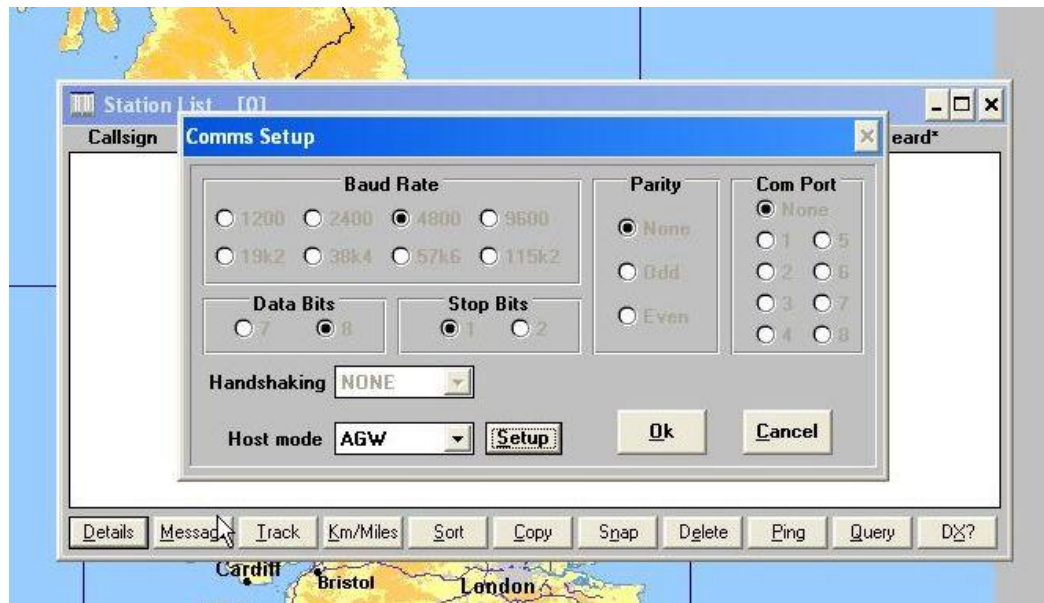 Station List [0]
Callsign
eard*
Comms Setup
Baud Rate
1200 2400 4800 9600
19k2 38k4 57k6 115k2
Parity
None
Odd
Even
Com Port
None
1 5
2 6
3 7
4 8
Data Bits
7 8
Stop Bits
1 2
Handshaking NONE
Host mode AGW Setup
Ok Cancel
Details Messag Track Km/Miles Sort Copy Snap Delete Ping Query DX?
Cardiff
Bristol
London